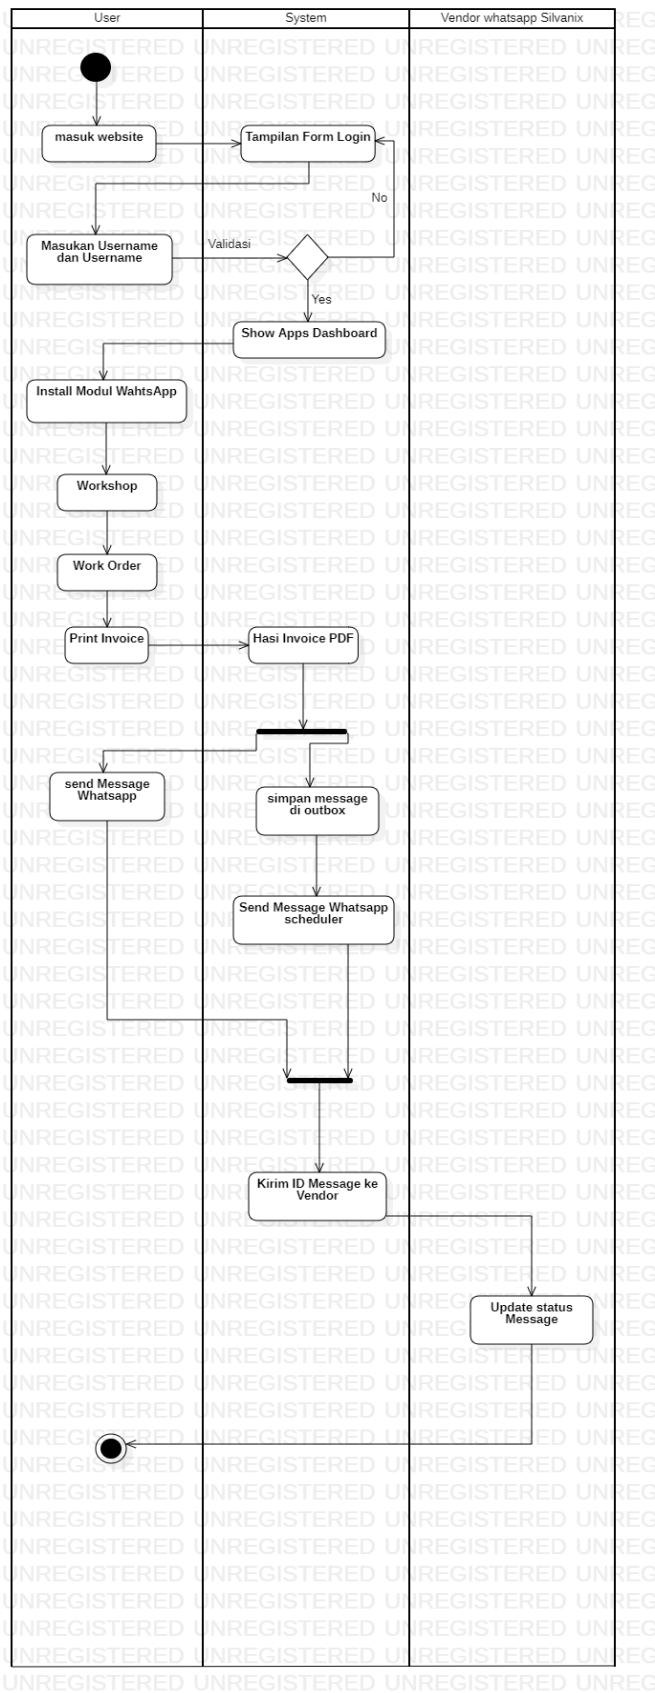 User
System
Vendor whatsapp Silvanix
masuk website
Tampilan Form Login
No
Masukan Username
dan Username
Validasi
Yes
Show Apps Dashboard
Install Modul WahtsApp
Workshop
Work Order
Print Invoice
Hasi Invoice PDF
send Message
Whatsapp
simpan message
di outbox
Send Message Whatsapp
scheduler
Kirim ID Message ke
Vendor
Update status
Message
UNREGISTERED